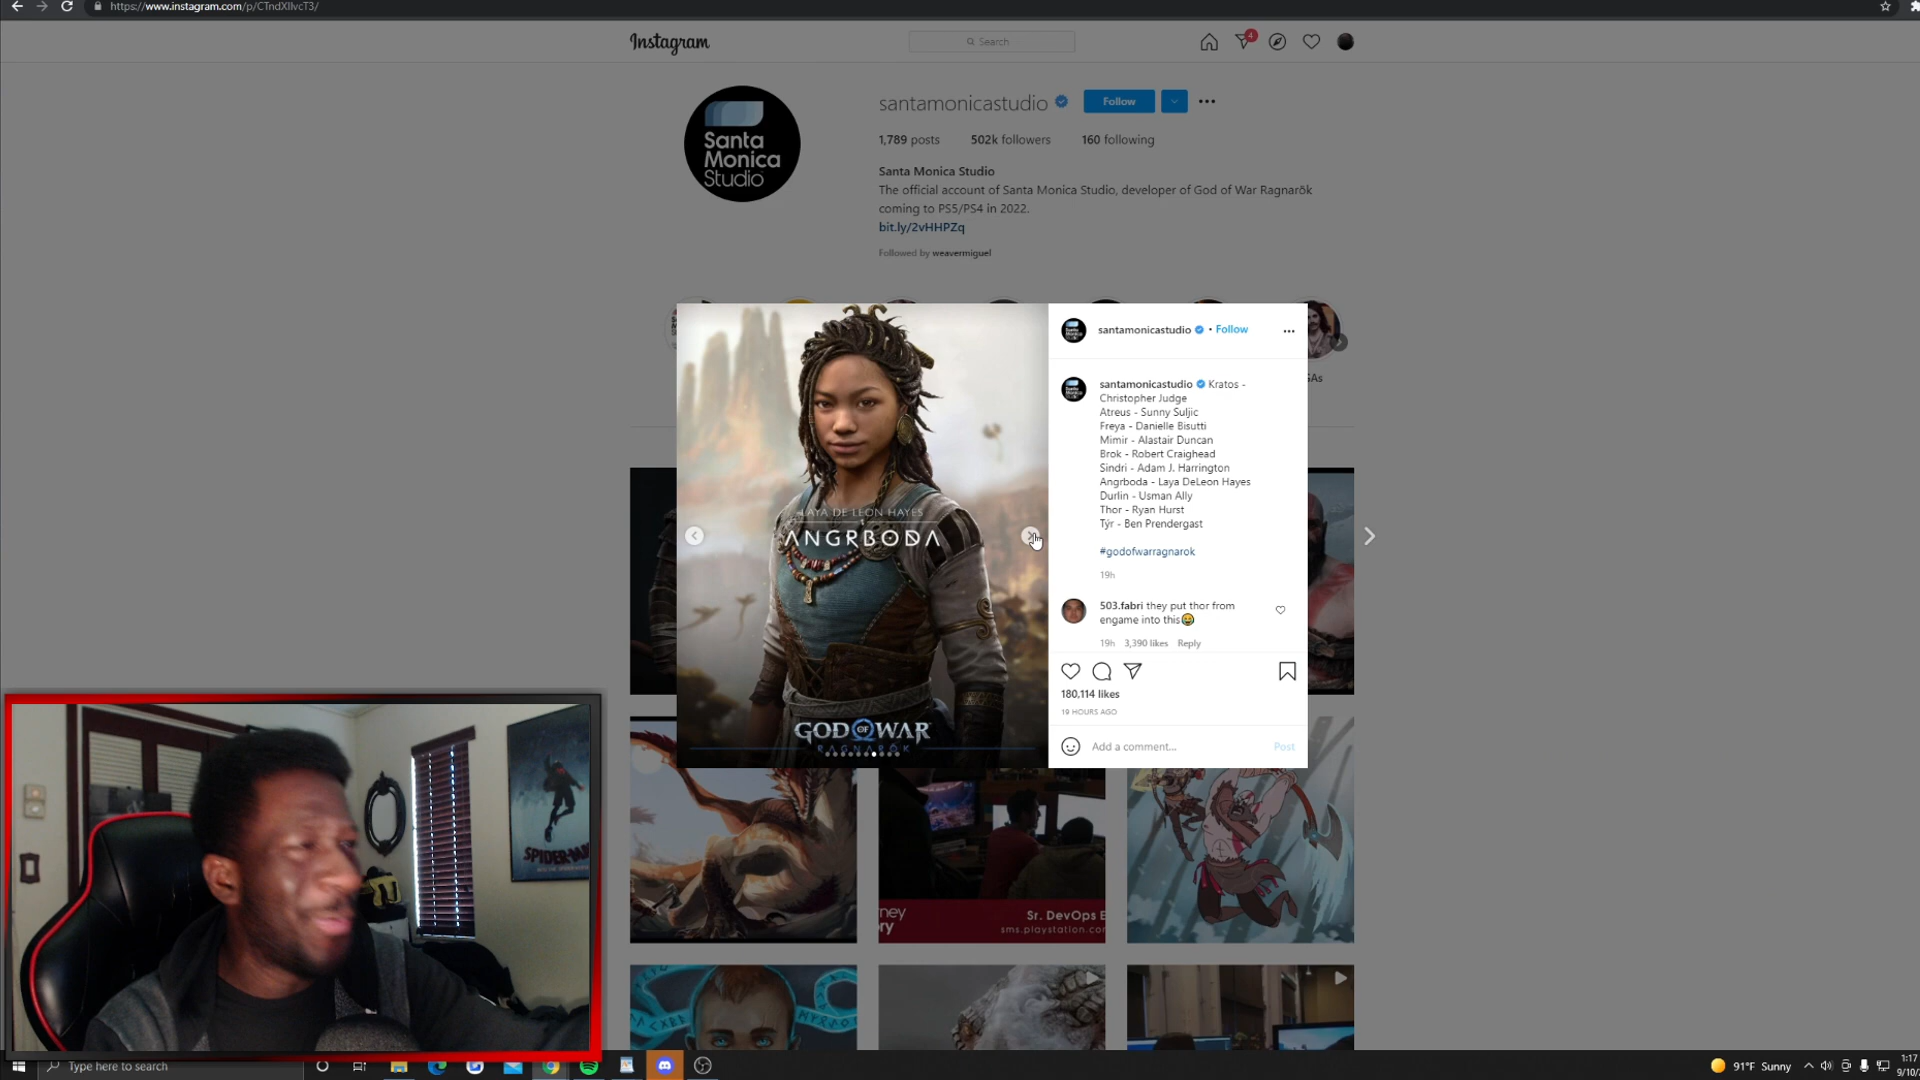 https://www.instagram.com/p/CTndXIlvcT3/
Instagram
Search
4
santamonicastudio
Follow
1,789 posts 502k followers 160 following
Santa Monica Studio
Santa Monica Studio
The official account of Santa Monica Studio, developer of God of War Ragnarök
coming to PS5/PS4 in 2022.
bit.ly/2vHHPZq
Followed by weavermiguel
LAYA DE LEON HAYES
ANGRBODA
GOD OF WAR
RAGNARÖK
santamonicastudio • Follow
santamonicastudio Kratos -
Christopher Judge
Atreus - Sunny Suljic
Freya - Danielle Bisutti
Mimir - Alastair Duncan
Brok - Robert Craighead
Sindri - Adam J. Harrington
Angrboda - Laya DeLeon Hayes
Durlin - Usman Ally
Thor - Ryan Hurst
Týr - Ben Prendergast
#godofwarragnarok
19h
503.fabri they put thor from
engame into this
19h 3,390 likes Reply
180,114 likes
19 HOURS AGO
Add a comment... Post
Sr. DevOps E
sms.playstation.com
SPIDER-MAN
Type here to search
91°F Sunny
1:17
9/10/